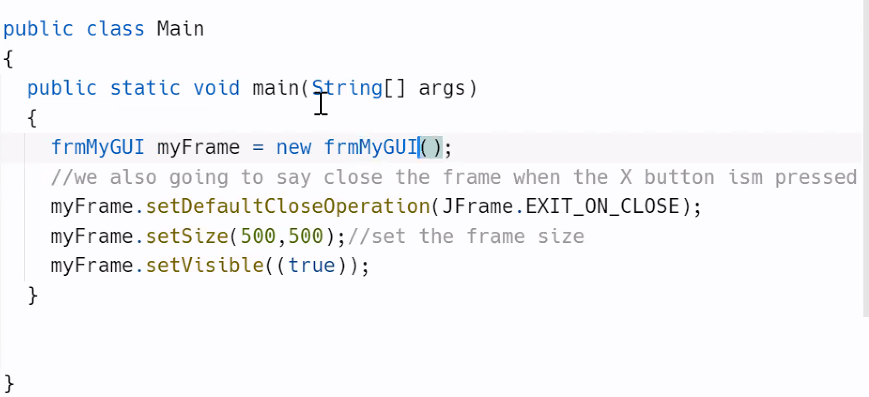 public class Main
{
public static void main(String[] args)
{
frmMyGUI myFrame = new frmMyGUI();
//we also going to say close the frame when the X button ism pressed
myFrame.setDefaultCloseOperation(JFrame.EXIT_ON_CLOSE);
myFrame.setSize(500,500);//set the frame size
myFrame.setVisible((true));
}
}